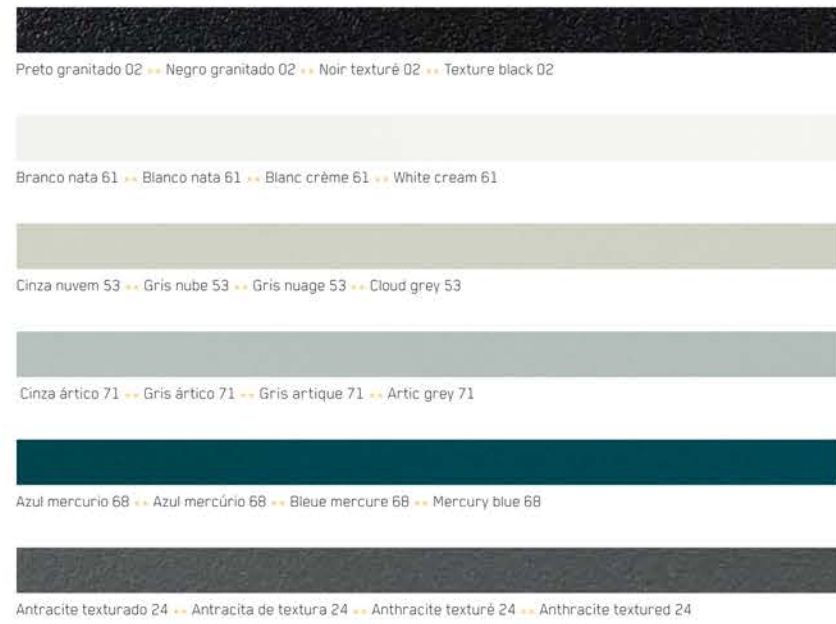 Preto granitado 02 •• Negro granitado 02 •• Noir texturé 02 •• Texture black 02
Branco nata 61 •• Blanco nata 61 •• Blanc crème 61 •• White cream 61
Cinza nuvem 53 •• Gris nube 53 •• Gris nuage 53 •• Cloud grey 53
Cinza ártico 71 •• Gris ártico 71 •• Gris artique 71 •• Artic grey 71
Azul mercurio 68 •• Azul mercúrio 68 •• Bleue mercure 68 •• Mercury blue 68
Antracite texturado 24 •• Antracita de textura 24 •• Anthracite texturé 24 •• Anthracite textured 24